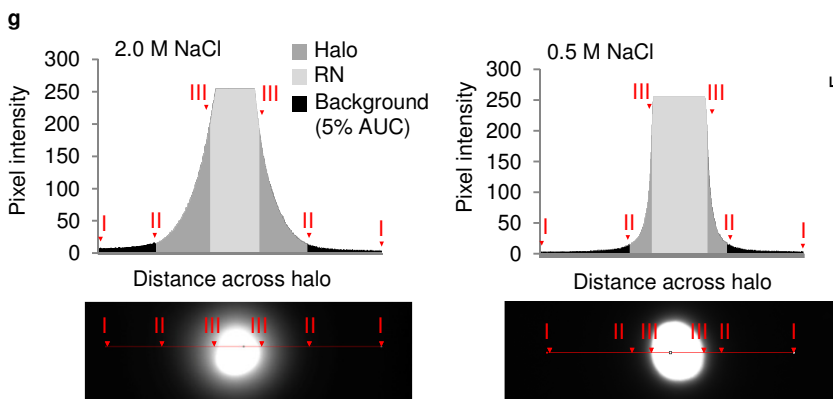 g
2.0 M NaCl
Halo
RN
Background
(5% AUC)
Pixel intensity
300
250
200
150
100
50
0
I
II
III
III
II
I
Distance across halo
I
II
III
III
II
I
0.5 M NaCl
Pixel intensity
300
250
200
150
100
50
0
I
II
III
III
II
I
Distance across halo
I
II
III
III
II
I